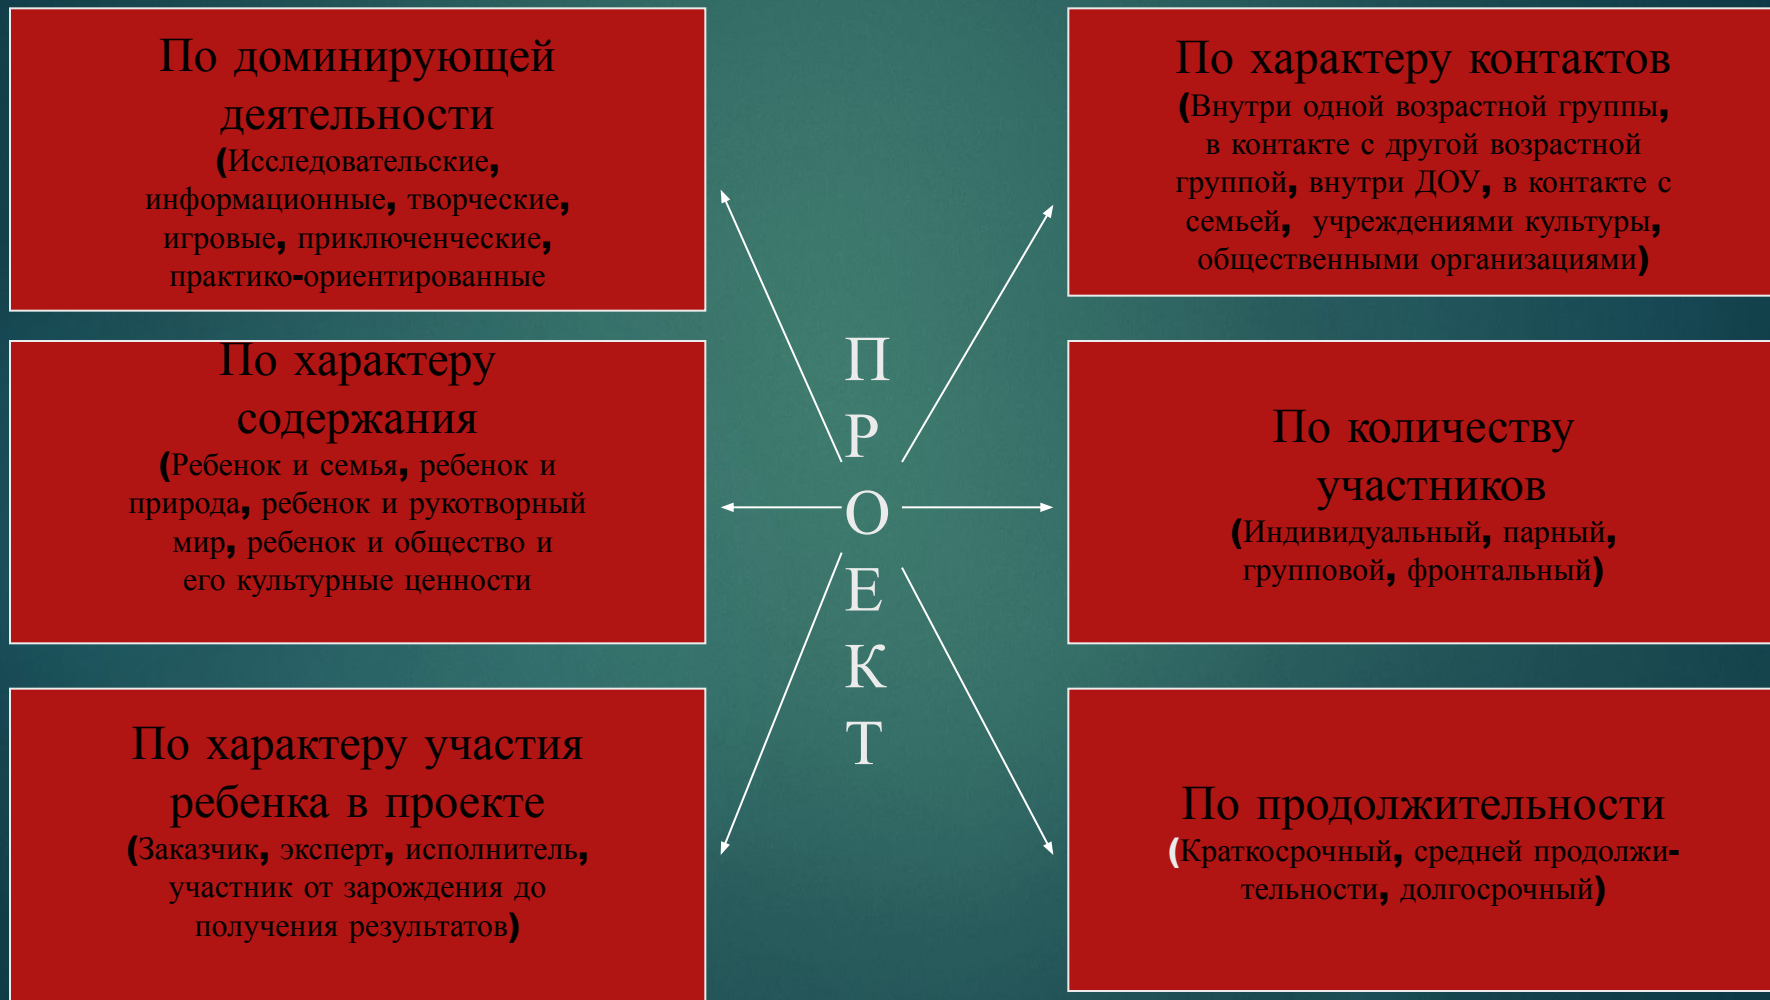 По доминирующей
деятельности
(Исследовательские,
информационные, творческие,
игровые, приключенческие,
практико-ориентированные
По характеру
содержания
(Ребенок и семья, ребенок и
природа, ребенок и рукотворный
мир, ребенок и общество и
его культурные ценности
По характеру участия
ребенка в проекте
(Заказчик, эксперт, исполнитель,
участник от зарождения до
получения результатов)
П
Р
О
Е
К
Т
По характеру контактов
(Внутри одной возрастной группы,
в контакте с другой возрастной
группой, внутри ДОУ, в контакте с
семьей, учреждениями культуры,
общественными организациями)
По количеству
участников
(Индивидуальный, парный,
групповой, фронтальный)
По продолжительности
(Краткосрочный, средней продолжи-
тельности, долгосрочный)